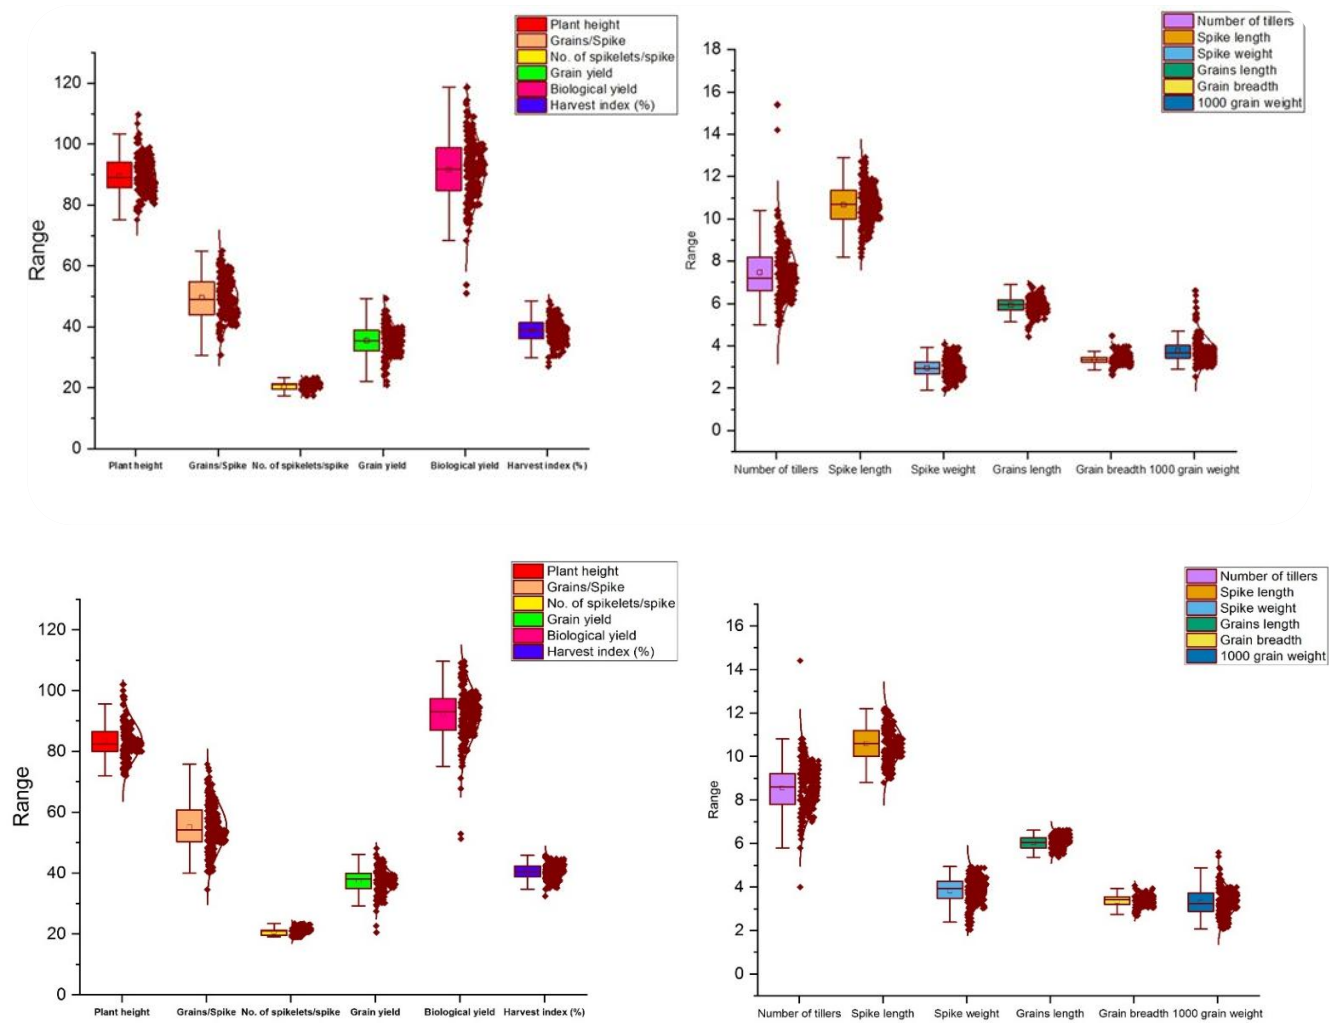 Plant height
Grains/Spike
No. of spikelets/spike
Grain yield
Biological yield
Harvest index (%)
120
100
80
60
40
20
0
Range
Plant height Grains/Spike No. of spikelets/spike Grain yield Biological yield Harvest index (%)
Number of tillers
Spike length
Spike weight
Grains length
Grain breadth
1000 grain weight
18
16
14
12
10
8
6
4
2
0
Range
Number of tillers Spike length Spike weight Grains length Grain breadth 1000 grain weight
Plant height
Grains/Spike
No. of spikelets/spike
Grain yield
Biological yield
Harvest index (%)
120
100
80
60
40
20
0
Range
Plant height Grains/Spike No. of spikelets/spike Grain yield Biological yield Harvest index (%)
Number of tillers
Spike length
Spike weight
Grains length
Grain breadth
1000 grain weight
16
14
12
10
8
6
4
2
0
Range
Number of tillers Spike length Spike weight Grains length Grain breadth 1000 grain weight